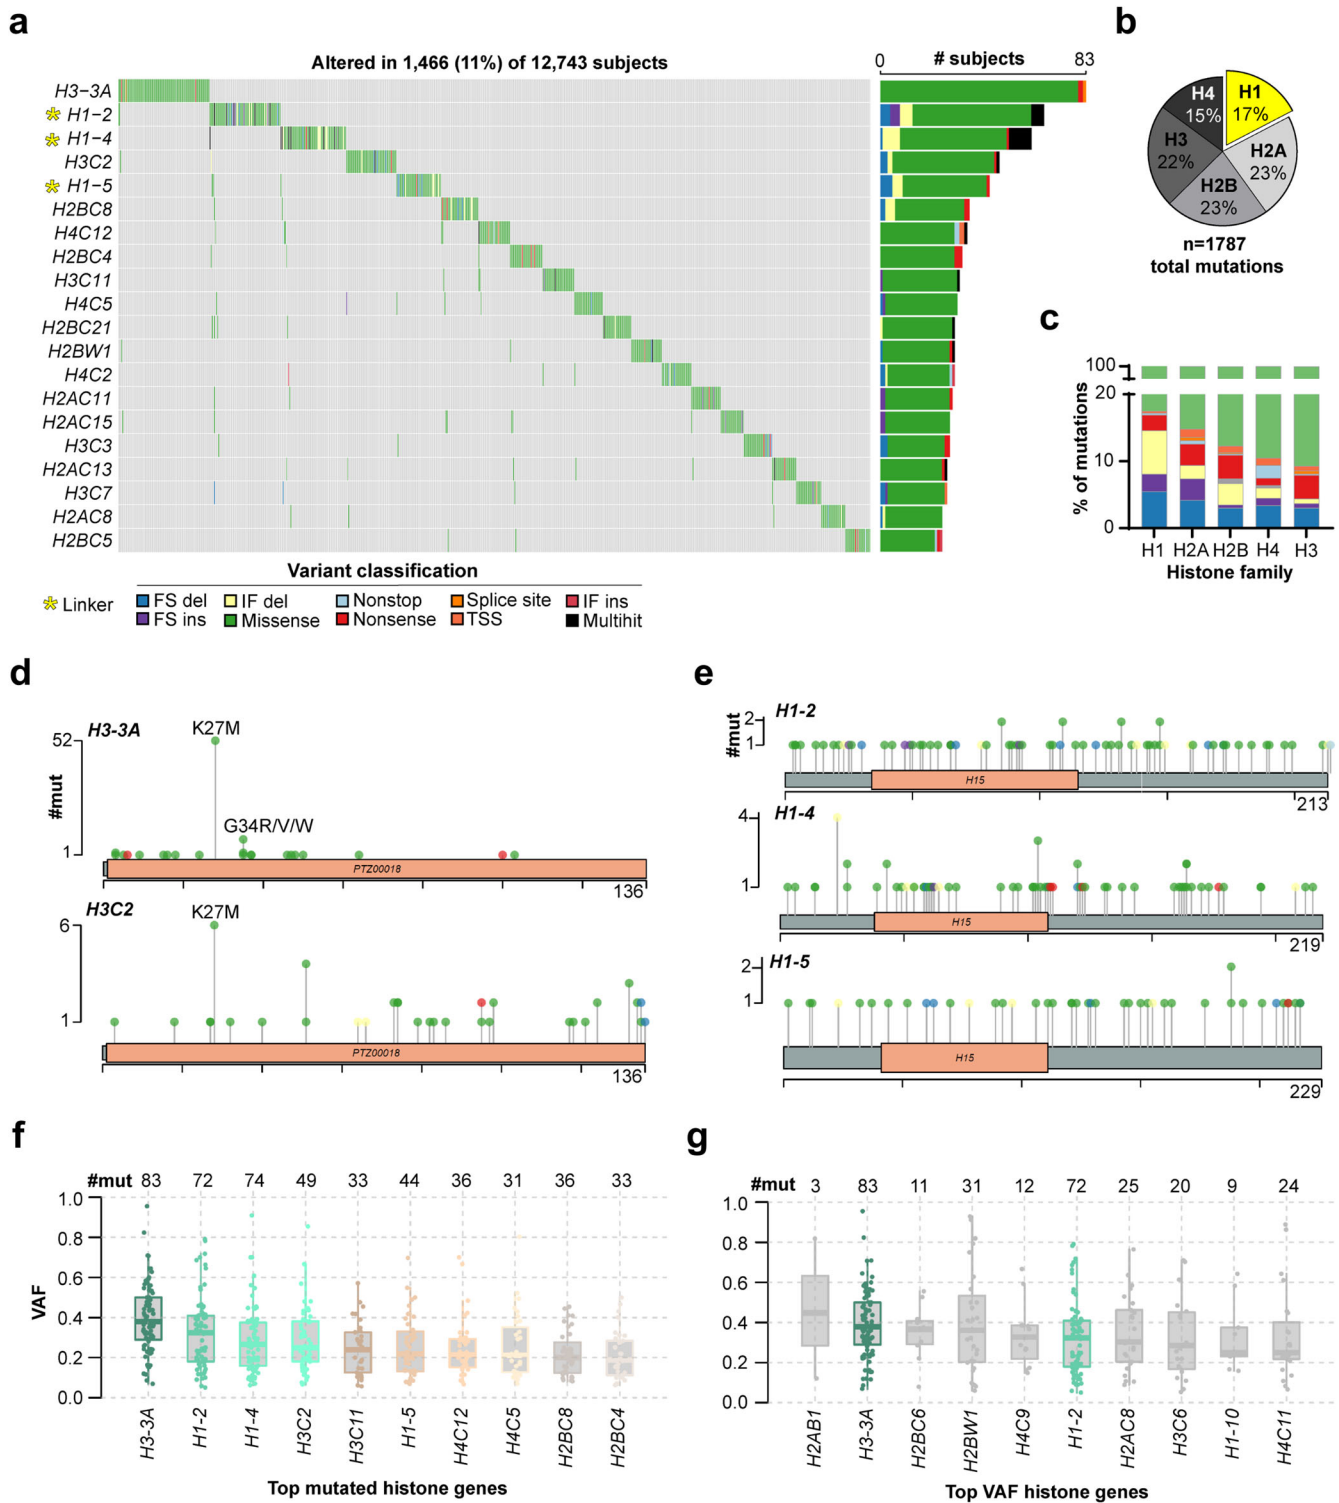 a
Altered in 1,466 (11%) of 12,743 subjects
0 # subjects 83
H3−3A
* H1−2
* H1−4
H3C2
* H1−5
H2BC8
H4C12
H2BC4
H3C11
H4C5
H2BC21
H2BW1
H4C2
H2AC11
H2AC15
H3C3
H2AC13
H3C7
H2AC8
H2BC5
Variant classification
* Linker
FS del IF del Nonstop Splice site IF ins
FS ins Missense Nonsense TSS Multihit
b
H4 15%
H1 17%
H3 22%
H2A 23%
H2B 23%
n=1787
total mutations
c
% of mutations
100
20
10
0
H1 H2A H2B H4 H3
Histone family
d
H3-3A
K27M
52
#mut
G34R/V/W
1
PTZ00018
136
H3C2
K27M
6
1
PTZ00018
136
e
H1-2
#mut
2
1
H15
213
H1-4
4
1
H15
219
H1-5
2
1
H15
229
f
#mut 83 72 74 49 33 44 36 31 36 33
1.0
0.8
0.6
0.4
0.2
0.0
VAF
H3-3A H1-2 H1-4 H3C2 H3C11 H1-5 H4C12 H4C5 H2BC8 H2BC4
Top mutated histone genes
g
#mut 3 83 11 31 12 72 25 20 9 24
1.0
0.8
0.6
0.4
0.2
0.0
H2AB1 H3-3A H2BC6 H2BW1 H4C9 H1-2 H2AC8 H3C6 H1-10 H4C11
Top VAF histone genes